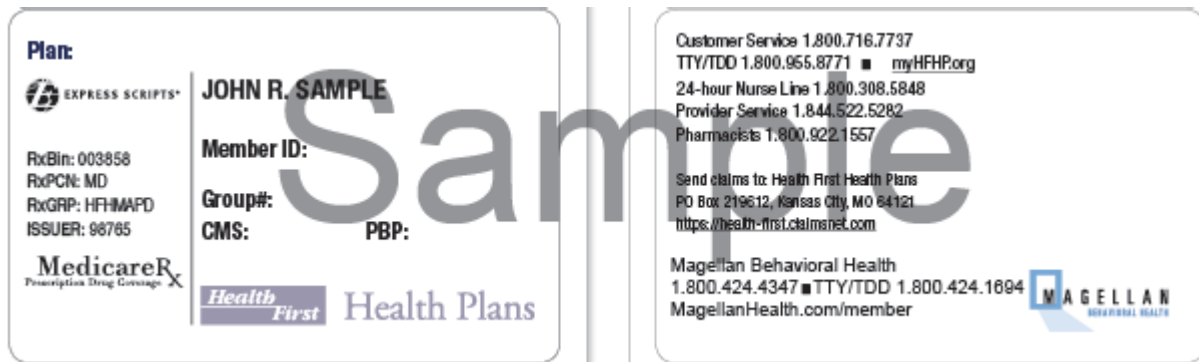 Plan:
EXPRESS SCRIPTS®
JOHN R. SAMPLE
Member ID:
RxBin: 003858
RxPCN: MD
RxGRP: HFHMAPD
ISSUER: 98765
Group#:
CMS: PBP:
MedicareRx
Prescription Drug Coverage
Health First Health Plans
Customer Service 1.800.716.7737
TTY/TDD 1.800.955.8771 ■ myHFHP.org
24-hour Nurse Line 1.800.308.5848
Provider Service 1.844.522.5282
Pharmacists 1.800.922.1557
Send claims to: Health First Health Plans
PO Box 219612, Kansas City, MO 64121
https://health-first.claimsnet.com
Magellan Behavioral Health
1.800.424.4347 ■ TTY/TDD 1.800.424.1694
MagellanHealth.com/member
MAGELLAN
BEHAVIORAL HEALTH
Sample